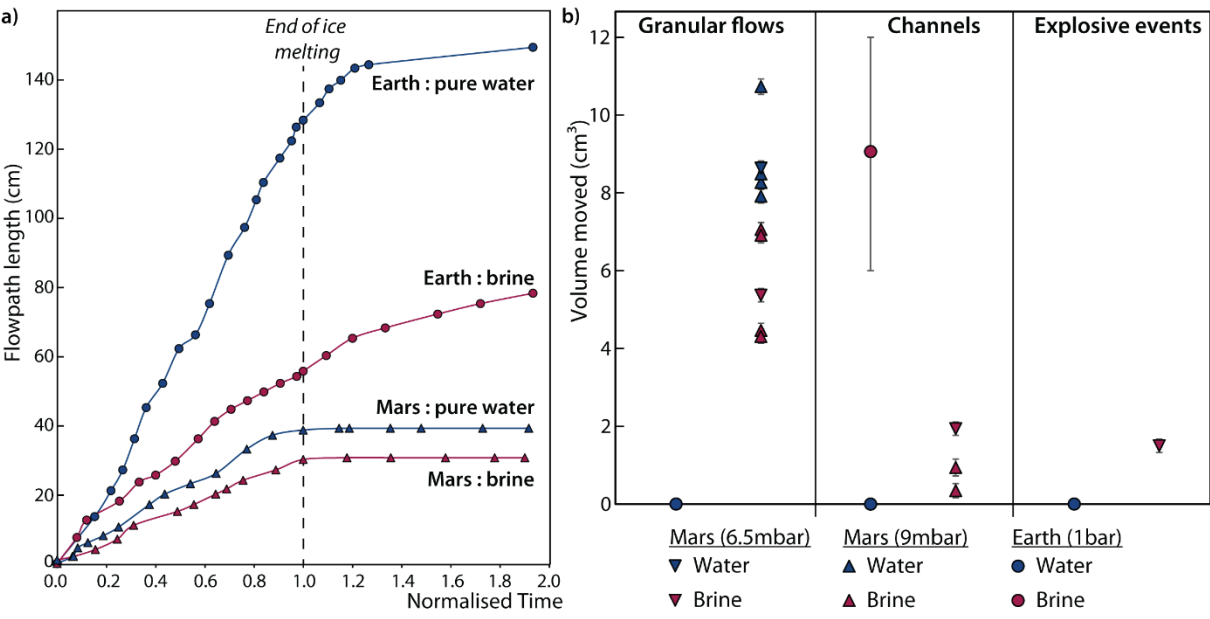 a)
End of ice
melting
Earth : pure water
Earth : brine
Mars : pure water
Mars : brine
Flowpath length (cm)
140
120
100
80
60
40
20
0
0.0 0.2 0.4 0.6 0.8 1.0 1.2 1.4 1.6 1.8 2.0
Normalised Time
b)
Granular flows Channels Explosive events
Volume moved (cm³)
12
10
8
6
4
2
0
Mars (6.5mbar) Mars (9mbar) Earth (1bar)
Water Water Water
Brine Brine Brine